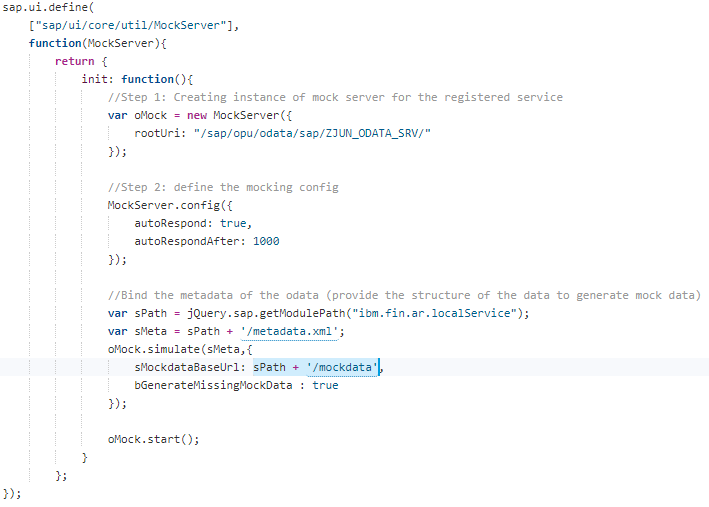 sap.ui.define(
["sap/ui/core/util/MockServer"],
function(MockServer){
return {
init: function(){
//Step 1: Creating instance of mock server for the registered service
var oMock = new MockServer({
rootUri: "/sap/opu/odata/sap/ZJUN_ODATA_SRV/"
});
//Step 2: define the mocking config
MockServer.config({
autoRespond: true,
autoRespondAfter: 1000
});
//Bind the metadata of the odata (provide the structure of the data to generate mock data)
var sPath = jQuery.sap.getModulePath("ibm.fin.ar.localService");
var sMeta = sPath + '/metadata.xml';
oMock.simulate(sMeta,{
sMockdataBaseUrl: sPath + '/mockdata',
bGenerateMissingMockData : true
});
oMock.start();
}
};
});